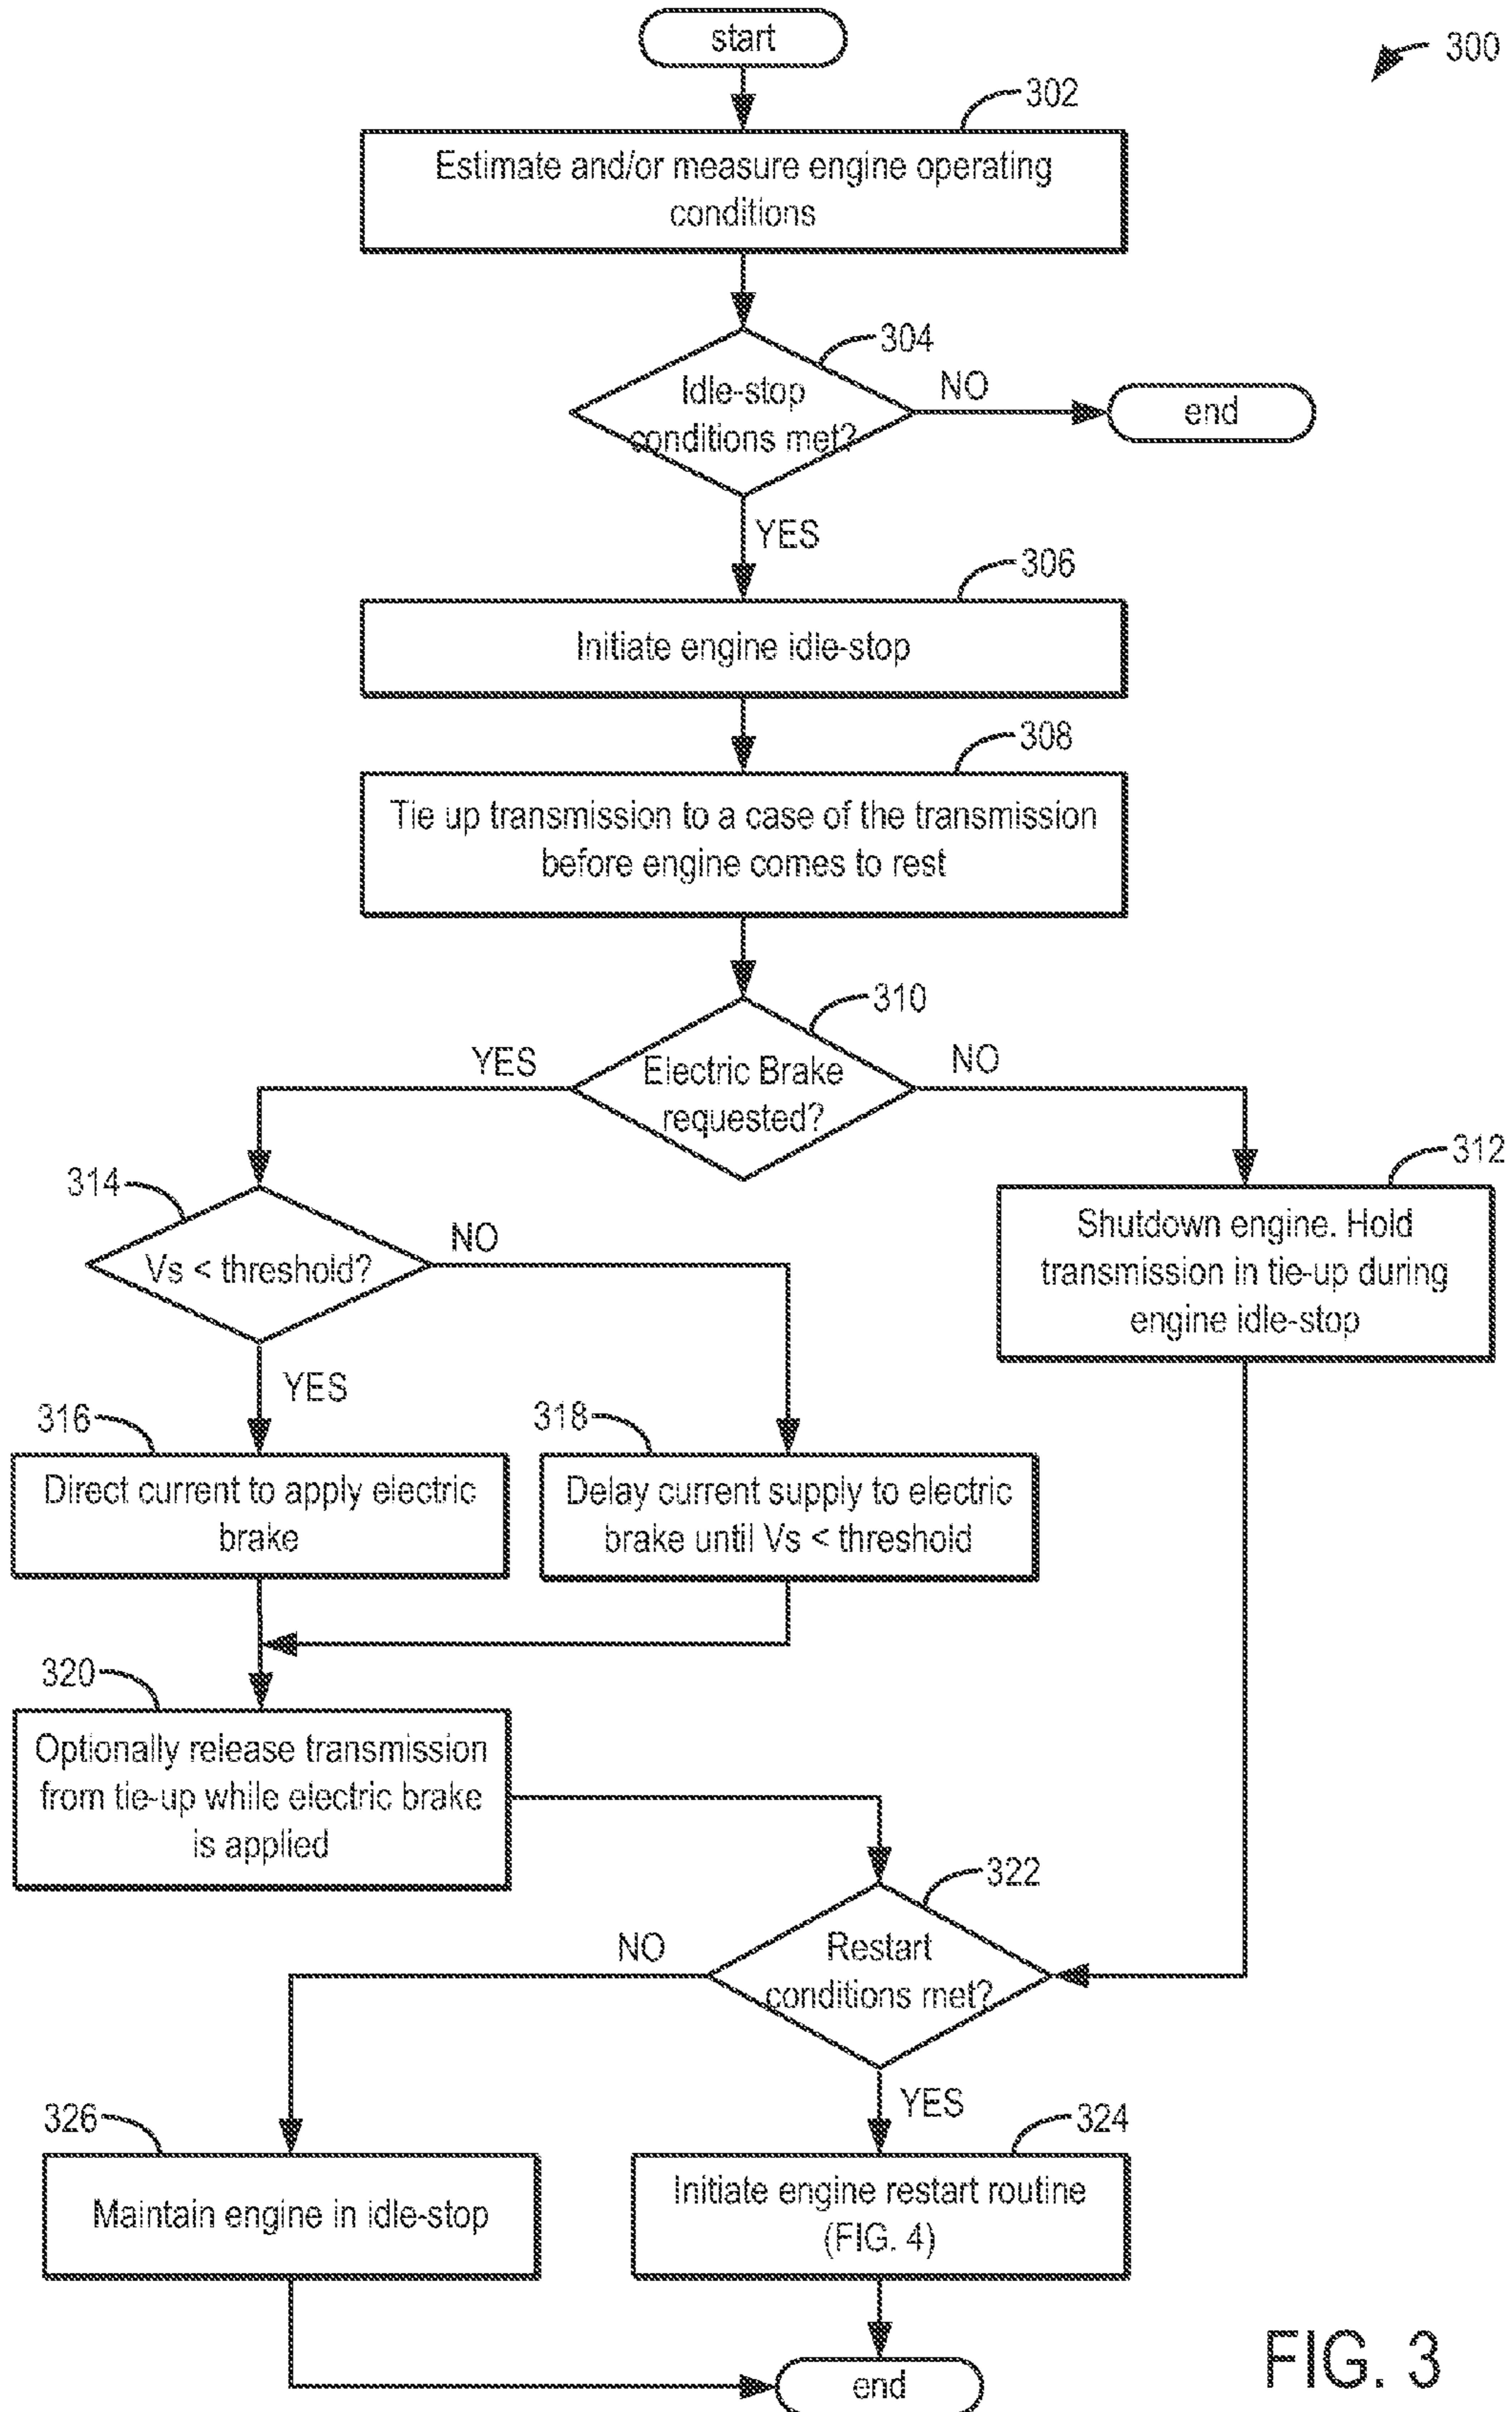 start
300
302
Estimate and/or measure engine operating
conditions
304
Idle-stop
conditions met?
NO
end
YES
306
Initiate engine idle-stop
308
Tie up transmission to a case of the transmission
before engine comes to rest
310
Electric Brake
requested?
YES
NO
312
Shutdown engine. Hold
transmission in tie-up during
engine idle-stop
314
Vs < threshold?
NO
YES
316
Direct current to apply electric
brake
318
Delay current supply to electric
brake until Vs < threshold
320
Optionally release transmission
from tie-up while electric brake
is applied
322
Restart
conditions met?
NO
YES
326
Maintain engine in idle-stop
324
Initiate engine restart routine
(FIG. 4)
end
FIG. 3